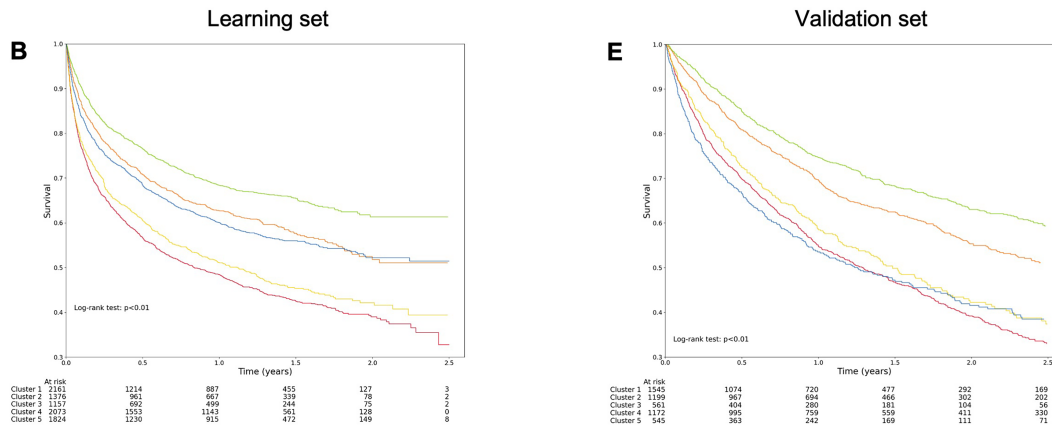 Learning set
B
1.0
0.9
0.8
0.7
0.6
0.5
0.4
0.3
Survival
Log-rank test: p<0.01
0.0 0.5 1.0 1.5 2.0 2.5
Time (years)
At risk
Cluster 1 2161 1214 887 455 127 3
Cluster 2 1376 961 667 339 78 2
Cluster 3 1157 692 499 244 75 2
Cluster 4 2073 1553 1143 561 128 0
Cluster 5 1824 1230 915 472 149 8
Validation set
E
1.0
0.9
0.8
0.7
0.6
0.5
0.4
0.3
Survival
Log-rank test: p<0.01
0.0 0.5 1.0 1.5 2.0 2.5
Time (years)
At risk
Cluster 1 1545 1074 720 477 292 169
Cluster 2 1199 967 694 466 302 202
Cluster 3 561 404 280 181 104 56
Cluster 4 1172 995 759 559 411 330
Cluster 5 545 363 242 169 111 71